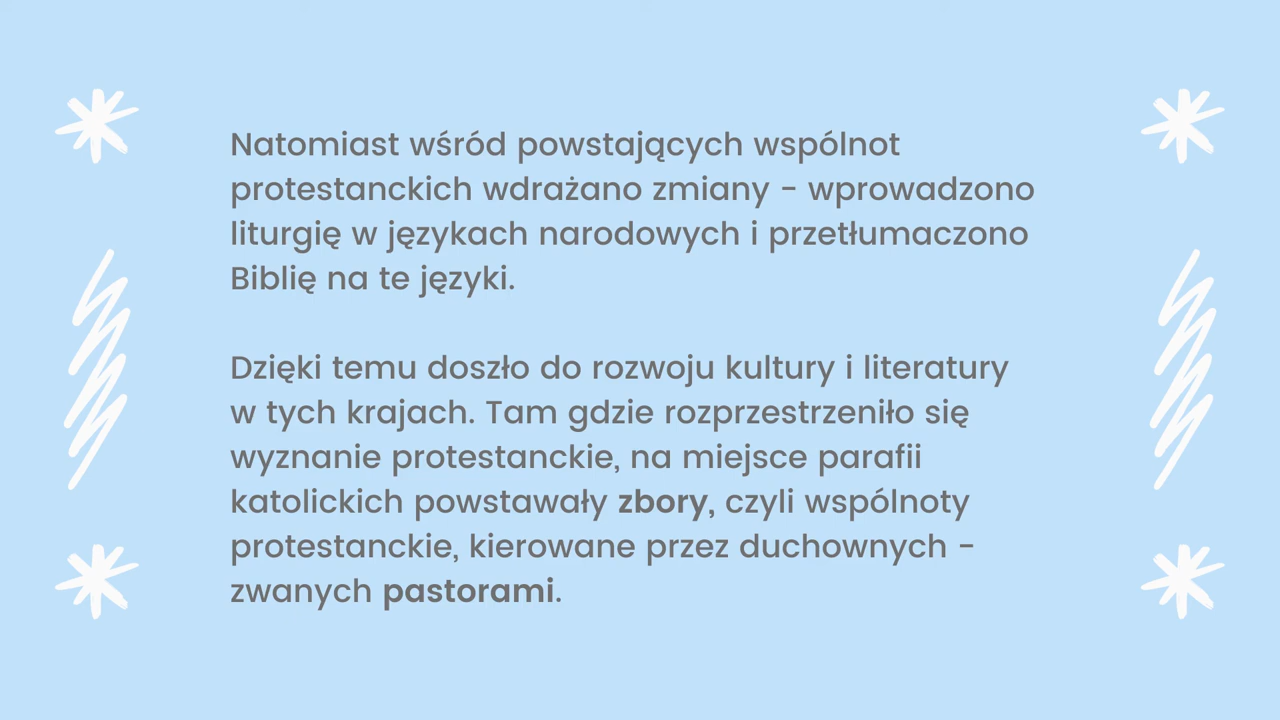 Natomiast wśród powstających wspólnot
protestanckich wdrażano zmiany - wprowadzono
liturgię w językach narodowych i przetłumaczono
Biblię na te języki.
Dzięki temu doszło do rozwoju kultury i literatury
w tych krajach. Tam gdzie rozprzestrzeniło się
wyznanie protestanckie, na miejsce parafii
katolickich powstawały zbory, czyli wspólnoty
protestanckie, kierowane przez duchownych -
zwanych pastorami.